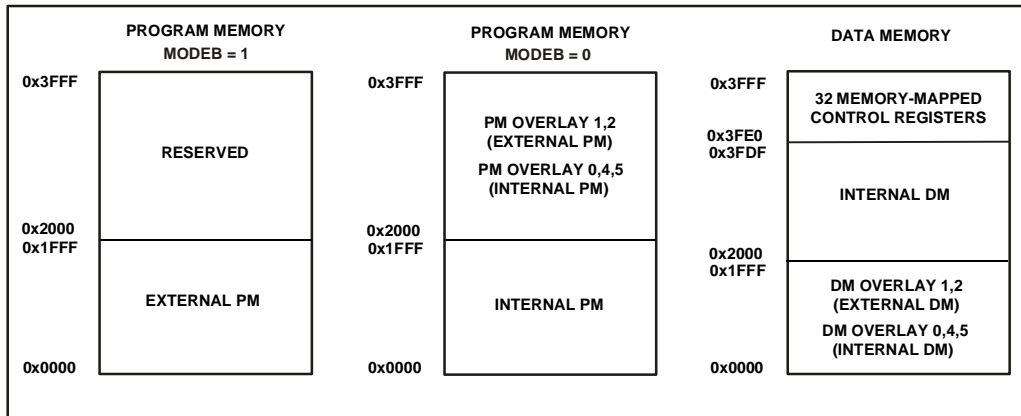 PROGRAM MEMORY
MODEB = 1
0x3FFF
RESERVED
0x2000
0x1FFF
EXTERNAL PM
0x0000
PROGRAM MEMORY
MODEB = 0
0x3FFF
PM OVERLAY 1,2
(EXTERNAL PM)
PM OVERLAY 0,4,5
(INTERNAL PM)
0x2000
0x1FFF
INTERNAL PM
0x0000
DATA MEMORY
0x3FFF
32 MEMORY-MAPPED
CONTROL REGISTERS
0x3FE0
0x3FDF
INTERNAL DM
0x2000
0x1FFF
DM OVERLAY 1,2
(EXTERNAL DM)
DM OVERLAY 0,4,5
(INTERNAL DM)
0x0000